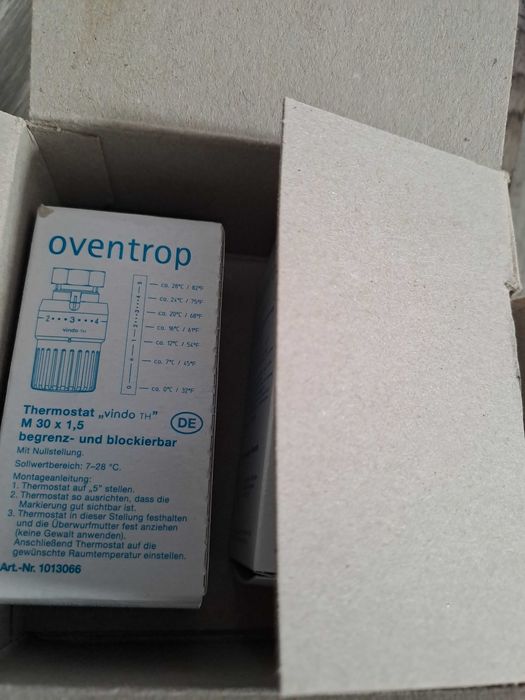 oventrop
ca. 28°C / 82°F
ca. 24°C / 75°F
ca. 20°C / 68°F
ca. 16°C / 61°F
ca. 12°C / 54°F
ca. 7°C / 45°F
ca. 0°C / 32°F
2 • • • 3 • • • 4
vindo TH
Thermostat „vindo TH”
M 30 x 1,5
begrenz- und blockierbar
DE
Mit Nullstellung.
Sollwertbereich: 7–28 °C.
Montageanleitung:
1. Thermostat auf „5” stellen.
2. Thermostat so ausrichten, dass die
Markierung gut sichtbar ist.
3. Thermostat in dieser Stellung festhalten
und die Überwurfmutter fest anziehen
(keine Gewalt anwenden).
Anschließend Thermostat auf die
gewünschte Raumtemperatur einstellen.
Art.-Nr. 1013066